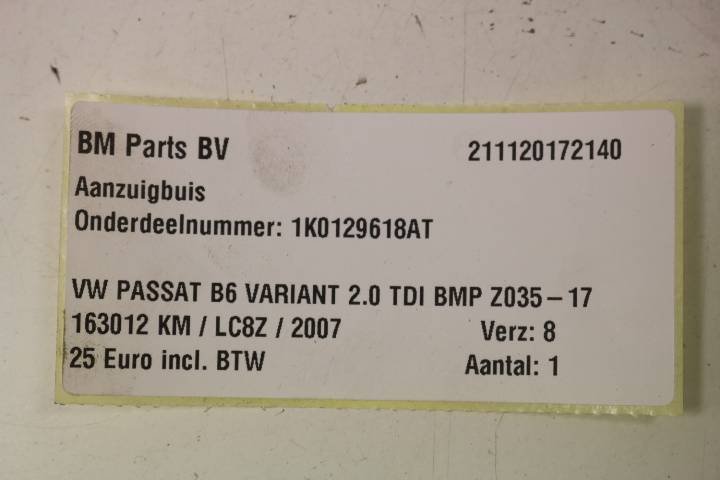 BM Parts BV 211120172140
Aanzuigbuis
Onderdeelnummer: 1K0129618AT
VW PASSAT B6 VARIANT 2.0 TDI BMP Z035-17
163012 KM / LC8Z / 2007 Verz: 8
25 Euro incl. BTW Aantal: 1